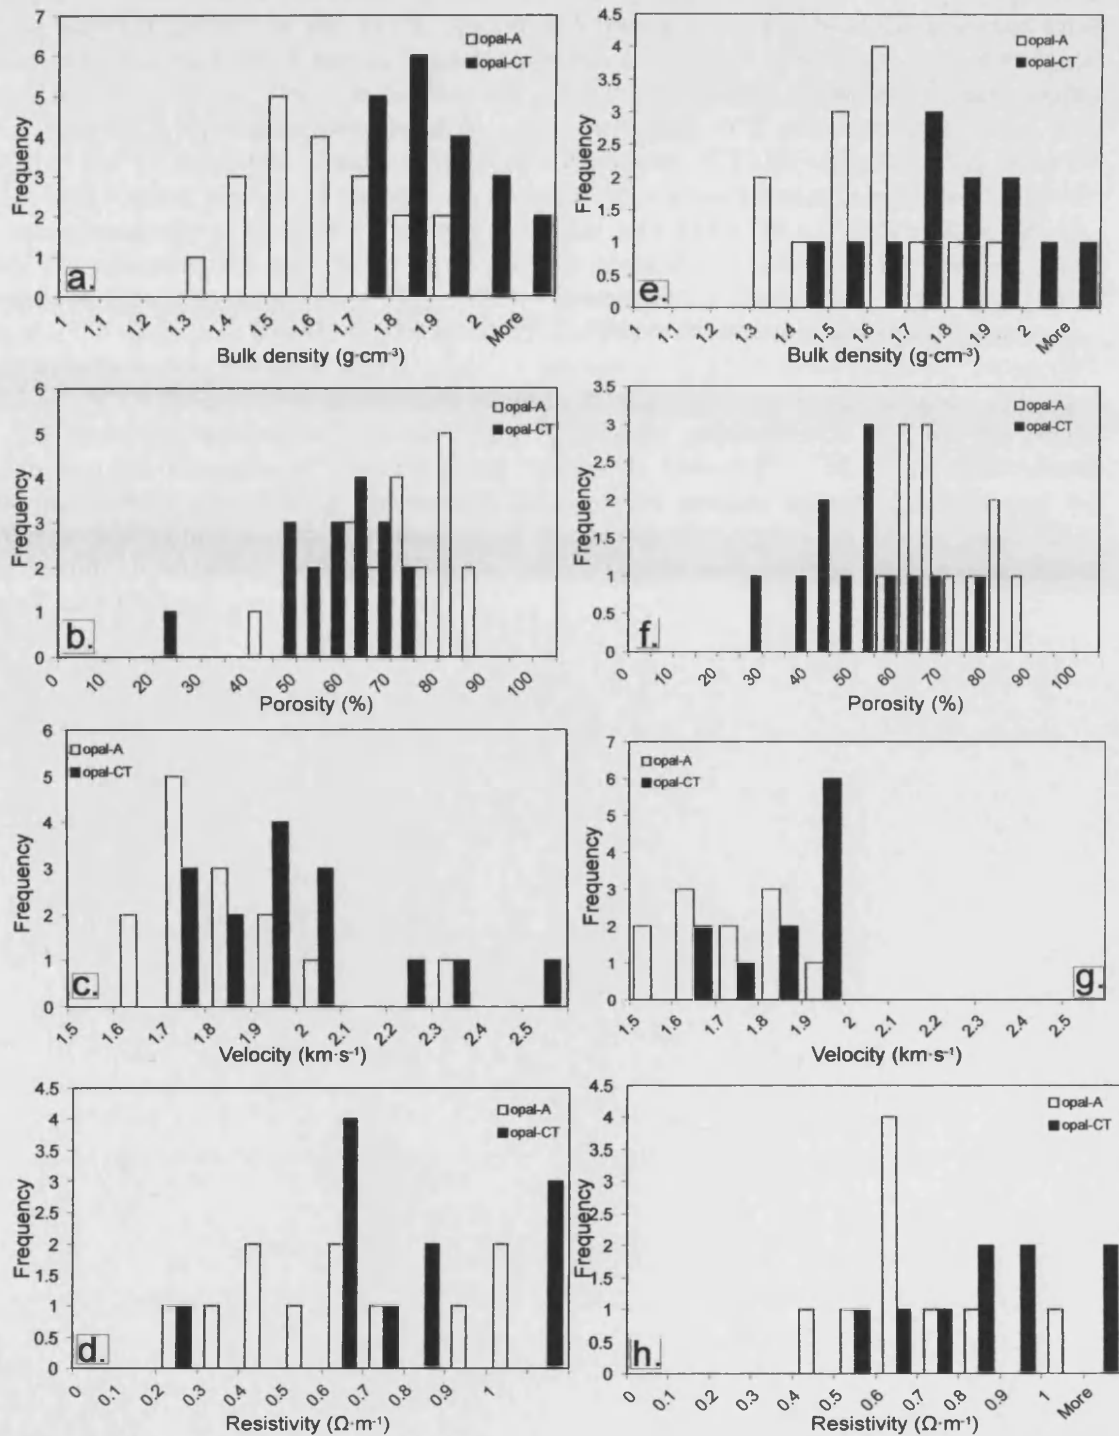 7
6
5
4
3
2
1
0
Frequency
opal-A
opal-CT
a.
1 1.1 1.2 1.3 1.4 1.5 1.6 1.7 1.8 1.9 2 More
Bulk density (g·cm⁻³)
4.5
4
3.5
3
2.5
2
1.5
1
0.5
0
Frequency
opal-A
opal-CT
e.
1 1.1 1.2 1.3 1.4 1.5 1.6 1.7 1.8 1.9 2 More
Bulk density (g·cm⁻³)
6
5
4
3
2
1
0
Frequency
opal-A
opal-CT
b.
0 10 20 30 40 50 60 70 80 90 100
Porosity (%)
3.5
3
2.5
2
1.5
1
0.5
0
Frequency
opal-A
opal-CT
f.
0 10 20 30 40 50 60 70 80 90 100
Porosity (%)
6
5
4
3
2
1
0
Frequency
opal-A
opal-CT
c.
1.5 1.6 1.7 1.8 1.9 2 2.1 2.2 2.3 2.4 2.5
Velocity (km·s⁻¹)
7
6
5
4
3
2
1
0
Frequency
opal-A
opal-CT
g.
1.5 1.6 1.7 1.8 1.9 2 2.1 2.2 2.3 2.4 2.5
Velocity (km·s⁻¹)
4.5
4
3.5
3
2.5
2
1.5
1
0.5
0
Frequency
opal-A
opal-CT
d.
0 0.1 0.2 0.3 0.4 0.5 0.6 0.7 0.8 0.9 1
Resistivity (Ω·m⁻¹)
4.5
4
3.5
3
2.5
2
1.5
1
0.5
0
Frequency
opal-A
opal-CT
h.
0 0.1 0.2 0.3 0.4 0.5 0.6 0.7 0.8 0.9 1 More
Resistivity (Ω·m⁻¹)